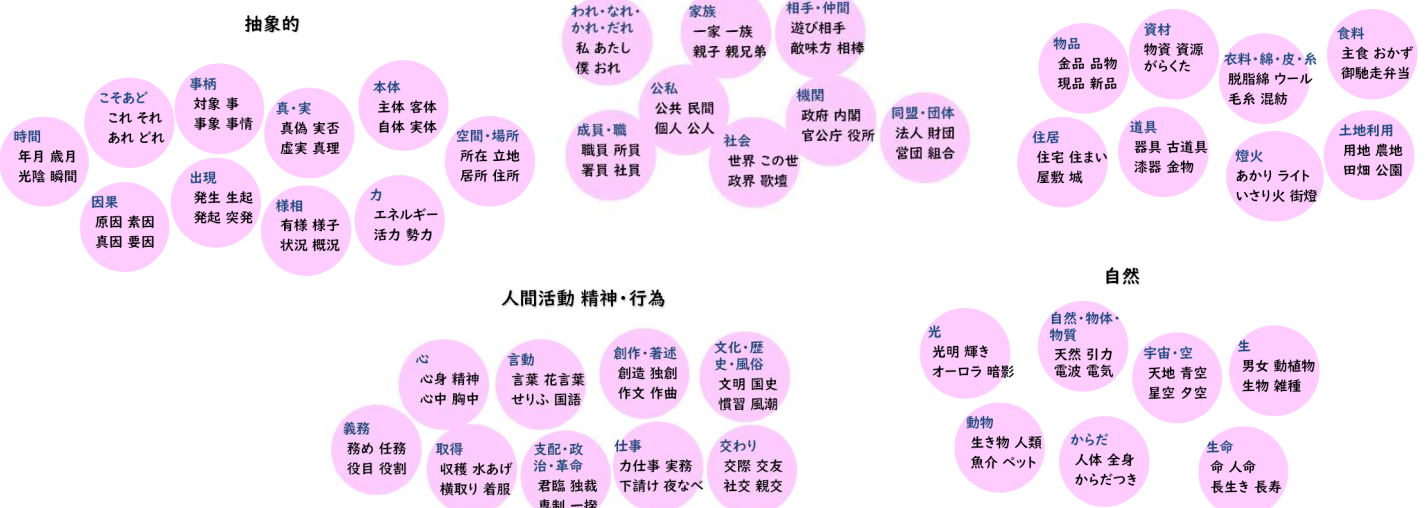 抽象的
時間
年月 歳月
光陰 瞬間
こそあど
これ それ
あれ どれ
事柄
対象 事
事象 事情
真・実
真偽 実否
虚実 真理
本体
主体 客体
自体 実体
空間・場所
所在 立地
居所 住所
因果
原因 素因
真因 要因
出現
発生 生起
発起 突発
様相
有様 様子
状況 概況
力
エネルギー
活力 勢力
われ・なれ・
かれ・だれ
私 あたし
僕 おれ
家族
一家 一族
親子 親兄弟
相手・仲間
遊び相手
敵味方 相棒
公私
公共 民間
個人 公人
機関
政府 内閣
官公庁 役所
成員・職
職員 所員
署員 社員
社会
世界 この世
政界 歌壇
同盟・団体
法人 財団
営団 組合
物品
金品 品物
現品 新品
資材
物資 資源
がらくた
衣料・綿・皮・糸
脱脂綿 ウール
毛糸 混紡
食料
主食 おかず
御馳走弁当
住居
住宅 住まい
屋敷 城
道具
器具 古道具
漆器 金物
燈火
あかり ライト
いさり火 街燈
土地利用
用地 農地
田畑 公園
人間活動 精神・行為
心
心身 精神
心中 胸中
言動
言葉 花言葉
せりふ 国語
創作・著述
創造 独創
作文 作曲
文化・歴
史・風俗
文明 国史
慣習 風潮
義務
務め 任務
役目 役割
取得
収穫 水あげ
横取り 着服
支配・政
治・革命
君臨 独裁
専制 一揆
仕事
力仕事 実務
下請け 夜なべ
交わり
交際 交友
社交 親交
自然
光
光明 輝き
オーロラ 暗影
自然・物体・
物質
天然 引力
電波 電気
宇宙・空
天地 青空
星空 夕空
生
男女 動植物
生物 雑種
動物
生き物 人類
魚介 ペット
からだ
人体 全身
からだつき
生命
命 人命
長生き 長寿